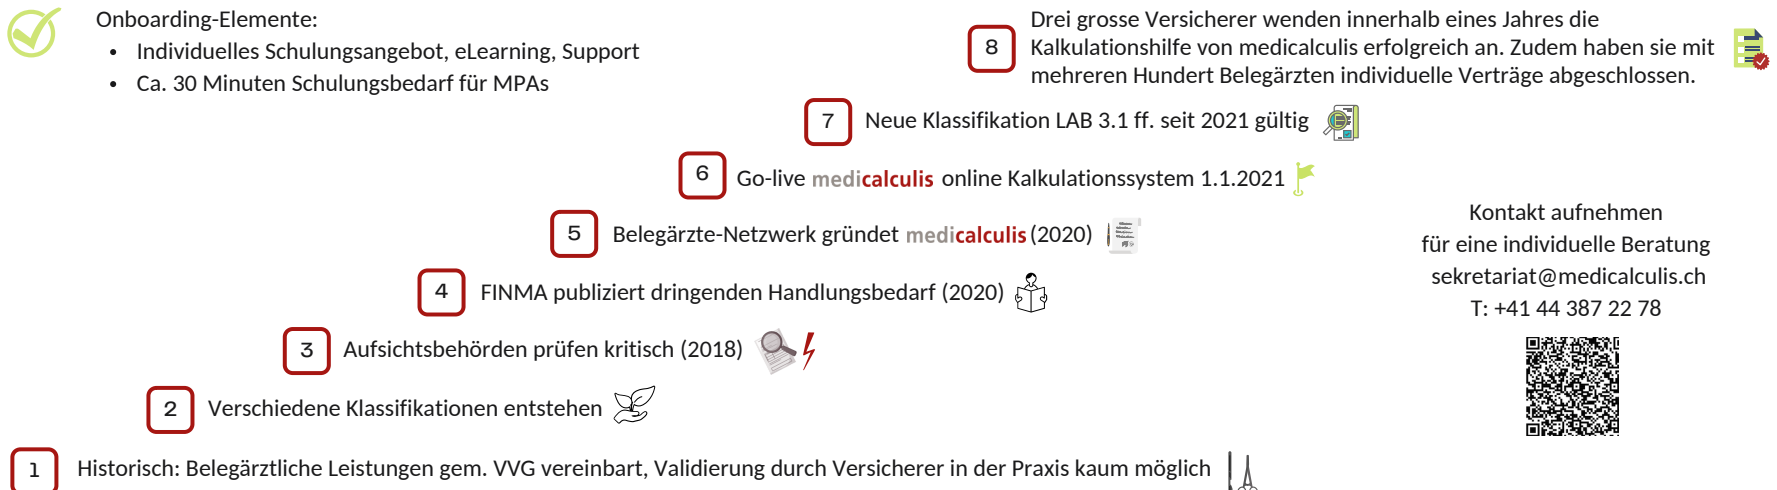 Onboarding-Elemente:
• Individuelles Schulungsangebot, eLearning, Support
• Ca. 30 Minuten Schulungsbedarf für MPAs
8
Drei grosse Versicherer wenden innerhalb eines Jahres die
Kalkulationshilfe von medicalculis erfolgreich an. Zudem haben sie mit
mehreren Hundert Belegärzten individuelle Verträge abgeschlossen.
7 Neue Klassifikation LAB 3.1 ff. seit 2021 gültig
6 Go-live medicalculis online Kalkulationssystem 1.1.2021
5 Belegärzte-Netzwerk gründet medicalculis (2020)
4 FINMA publiziert dringenden Handlungsbedarf (2020)
3 Aufsichtsbehörden prüfen kritisch (2018)
2 Verschiedene Klassifikationen entstehen
1 Historisch: Belegärztliche Leistungen gem. VVG vereinbart, Validierung durch Versicherer in der Praxis kaum möglich
Kontakt aufnehmen
für eine individuelle Beratung
sekretariat@medicalculis.ch
T: +41 44 387 22 78